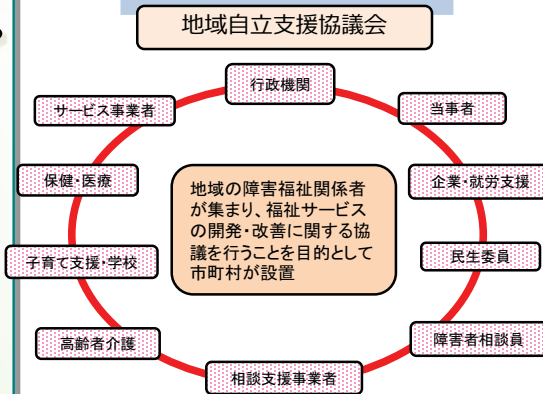 地域自立支援協議会
行政機関
サービス事業者
当事者
保健・医療
企業・就労支援
地域の障害福祉関係者
が集まり、福祉サービス
の開発・改善に関する協
議を行うことを目的として
市町村が設置
子育て支援・学校
民生委員
高齢者介護
障害者相談員
相談支援事業者